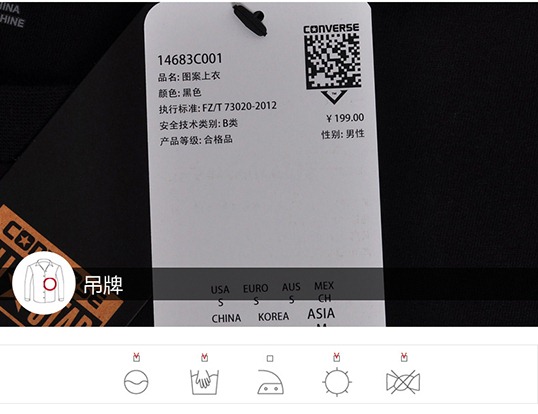 CHINA
CONVERSE
14683C001
品名: 图案上衣
颜色: 黑色
执行标准: FZ/T 73020-2012
¥ 199.00
安全技术类别: B类
性别: 男性
产品等级: 合格品
CONVERSE
吊牌
USA EURO AUS MEX
S S S CH
CHINA KOREA ASIA
M